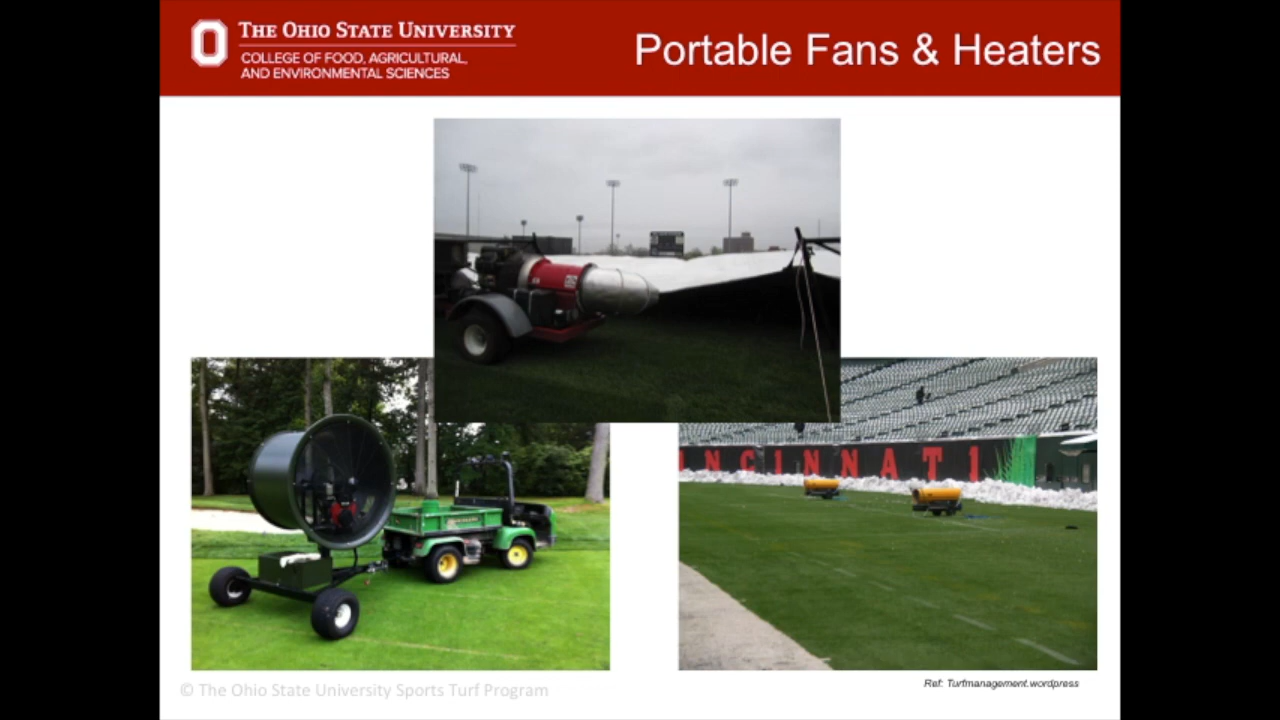 THE OHIO STATE UNIVERSITY
COLLEGE OF FOOD, AGRICULTURAL,
AND ENVIRONMENTAL SCIENCES
Portable Fans & Heaters
INCINNATI
© The Ohio State University Sports Turf Program
Ref: Turfmanagement.wordpress